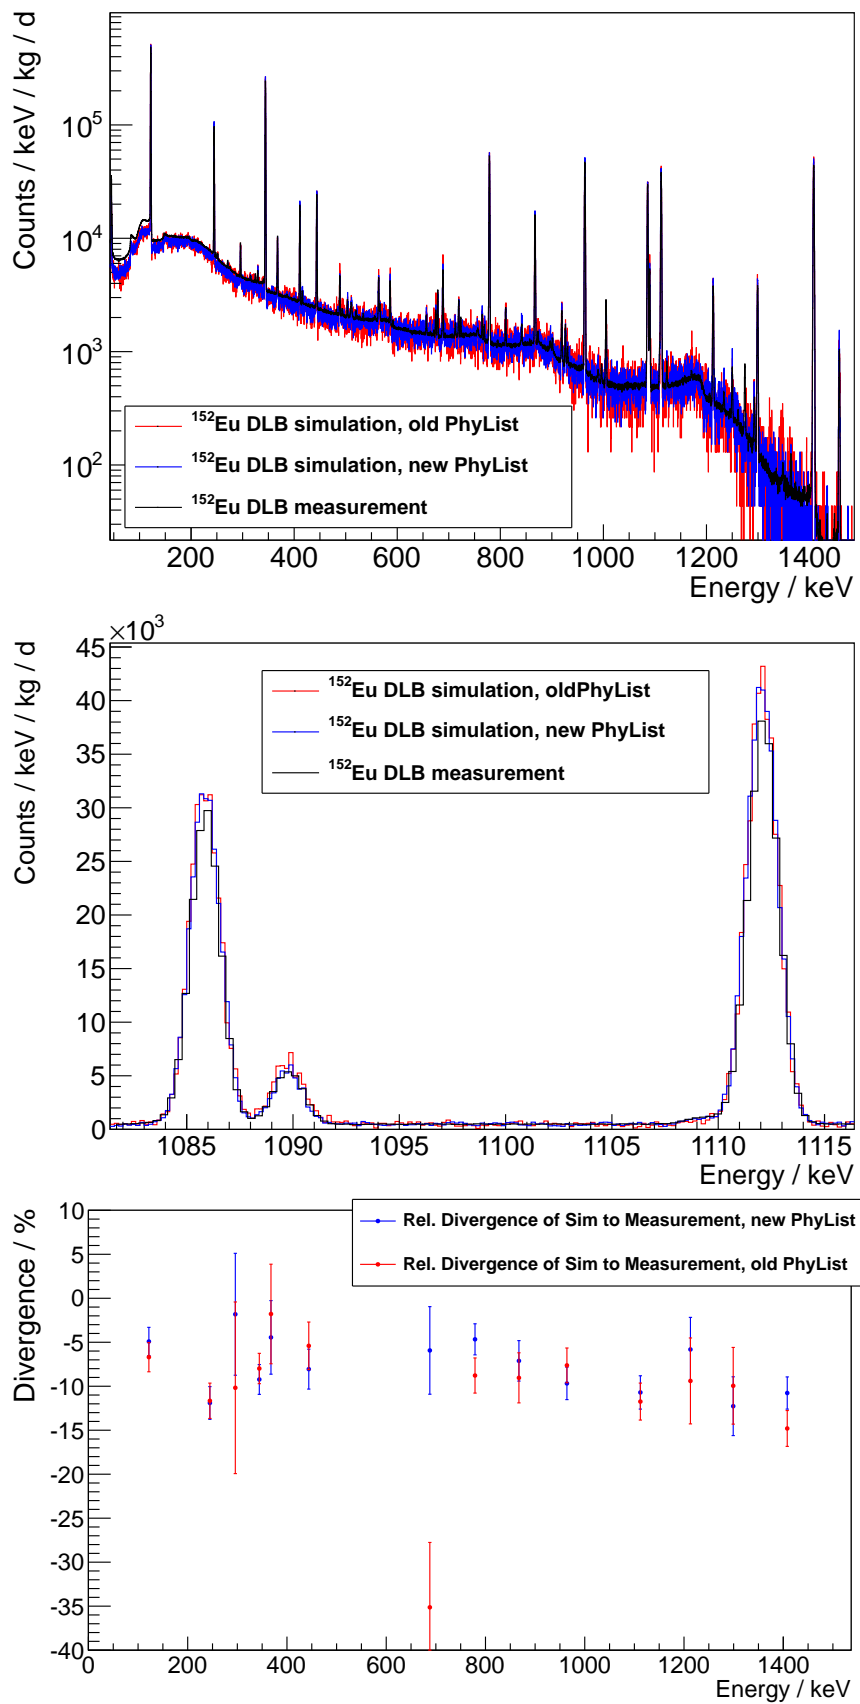 Counts / keV / kg / d
10^5
10^4
10^3
10^2
152Eu DLB simulation, old PhyList
152Eu DLB simulation, new PhyList
152Eu DLB measurement
200 400 600 800 1000 1200 1400
Energy / keV
×10^3
Counts / keV / kg / d
45
40
35
30
25
20
15
10
5
0
152Eu DLB simulation, oldPhyList
152Eu DLB simulation, new PhyList
152Eu DLB measurement
1085 1090 1095 1100 1105 1110 1115
Energy / keV
Divergence / %
10
5
0
-5
-10
-15
-20
-25
-30
-35
-40
Rel. Divergence of Sim to Measurement, new PhyList
Rel. Divergence of Sim to Measurement, old PhyList
0 200 400 600 800 1000 1200 1400
Energy / keV